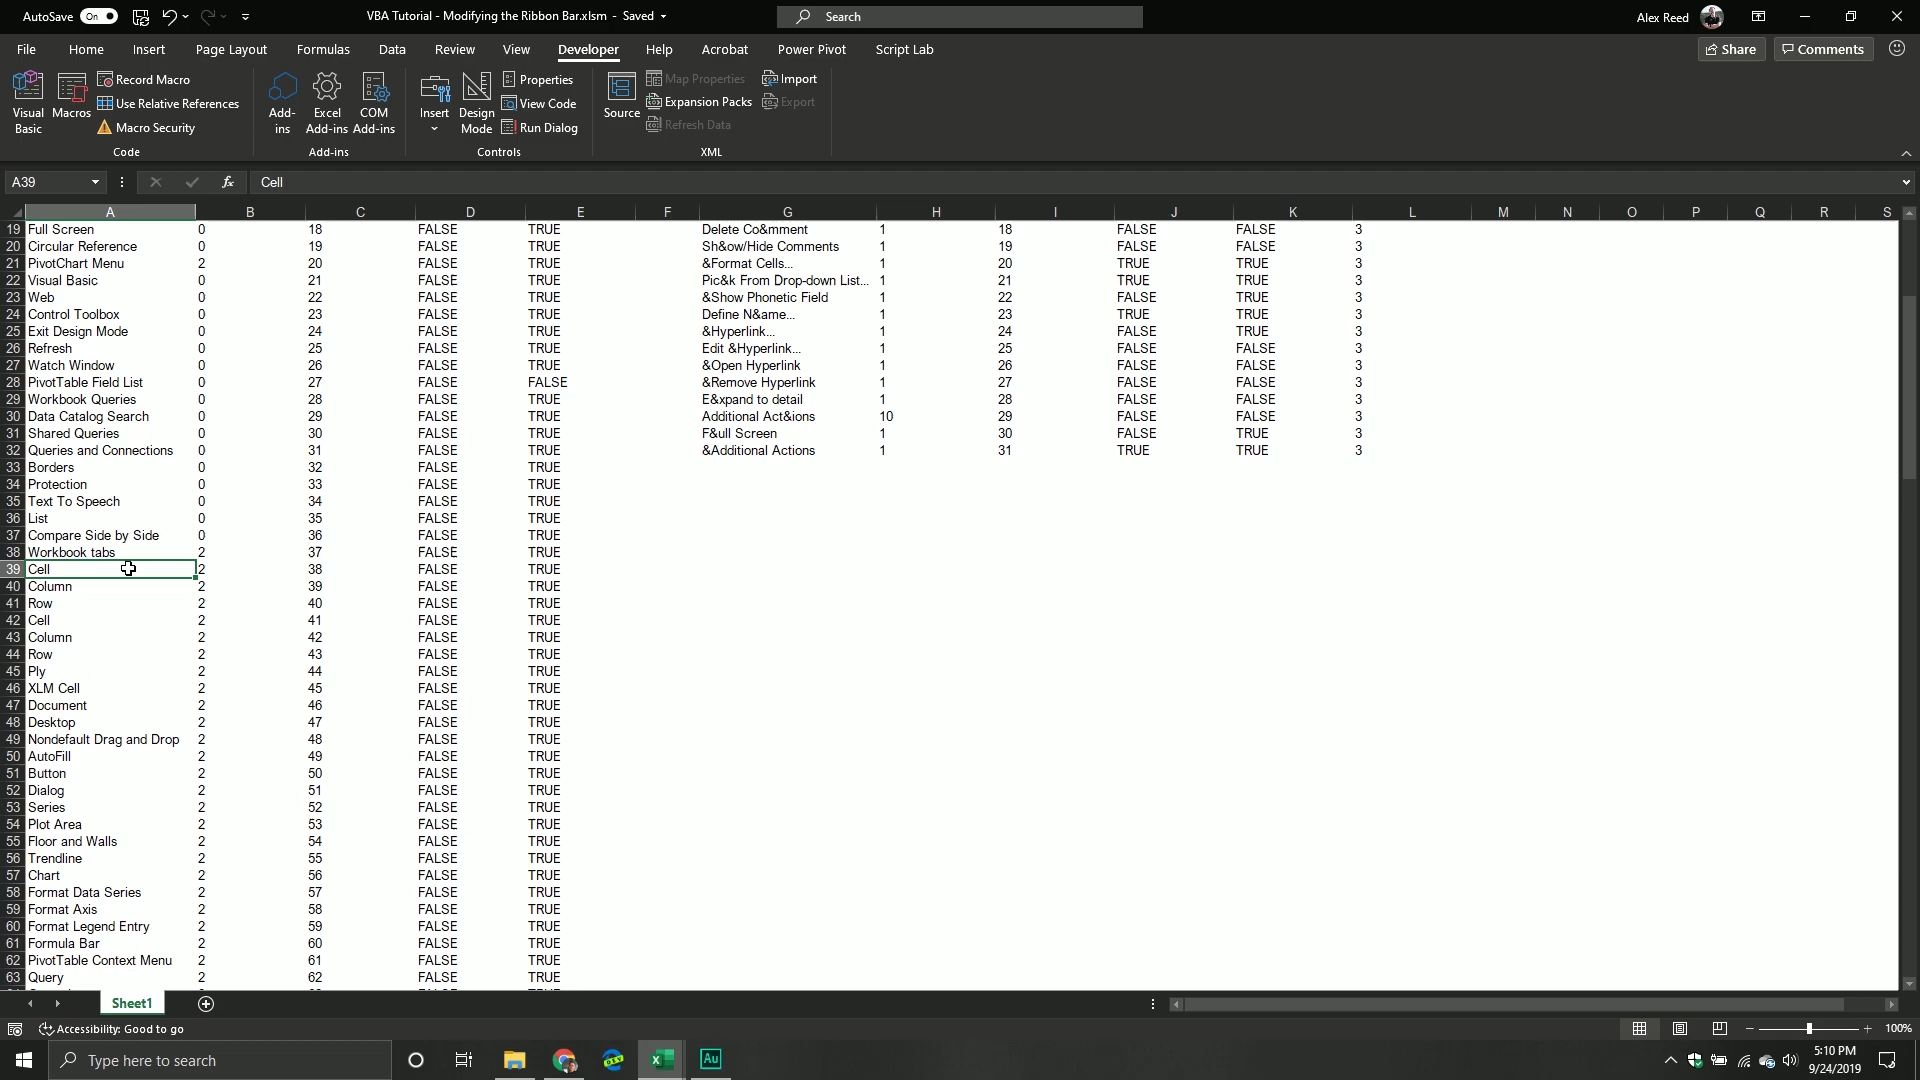 AutoSave On VBA Tutorial - Modifying the Ribbon Bar.xlsm - Saved Search Alex Reed
File Home Insert Page Layout Formulas Data Review View Developer Help Acrobat Power Pivot Script Lab Share Comments
Visual Basic
Macros
Record Macro
Use Relative References
Macro Security
Code
Add-ins
Excel Add-ins
COM Add-ins
Add-ins
Insert
Design Mode
Properties
View Code
Run Dialog
Controls
Source
Map Properties
Expansion Packs
Refresh Data
Import
Export
XML
A39 fx Cell
A B C D E F G H I J K L M N O P Q R S
19 Full Screen 0 18 FALSE TRUE Delete Co&mment 1 18 FALSE FALSE 3
20 Circular Reference 0 19 FALSE TRUE Sh&ow/Hide Comments 1 19 FALSE FALSE 3
21 PivotChart Menu 2 20 FALSE TRUE &Format Cells... 1 20 TRUE TRUE 3
22 Visual Basic 0 21 FALSE TRUE Pic&k From Drop-down List... 1 21 TRUE TRUE 3
23 Web 0 22 FALSE TRUE &Show Phonetic Field 1 22 FALSE TRUE 3
24 Control Toolbox 0 23 FALSE TRUE Define N&ame... 1 23 TRUE TRUE 3
25 Exit Design Mode 0 24 FALSE TRUE &Hyperlink... 1 24 FALSE TRUE 3
26 Refresh 0 25 FALSE TRUE Edit &Hyperlink... 1 25 FALSE FALSE 3
27 Watch Window 0 26 FALSE TRUE &Open Hyperlink 1 26 FALSE FALSE 3
28 PivotTable Field List 0 27 FALSE FALSE &Remove Hyperlink 1 27 FALSE FALSE 3
29 Workbook Queries 0 28 FALSE TRUE E&xpand to detail 1 28 FALSE FALSE 3
30 Data Catalog Search 0 29 FALSE TRUE Additional Act&ions 10 29 FALSE FALSE 3
31 Shared Queries 0 30 FALSE TRUE F&ull Screen 1 30 FALSE TRUE 3
32 Queries and Connections 0 31 FALSE TRUE &Additional Actions 1 31 TRUE TRUE 3
33 Borders 0 32 FALSE TRUE
34 Protection 0 33 FALSE TRUE
35 Text To Speech 0 34 FALSE TRUE
36 List 0 35 FALSE TRUE
37 Compare Side by Side 0 36 FALSE TRUE
38 Workbook tabs 2 37 FALSE TRUE
39 Cell 2 38 FALSE TRUE
40 Column 2 39 FALSE TRUE
41 Row 2 40 FALSE TRUE
42 Cell 2 41 FALSE TRUE
43 Column 2 42 FALSE TRUE
44 Row 2 43 FALSE TRUE
45 Ply 2 44 FALSE TRUE
46 XLM Cell 2 45 FALSE TRUE
47 Document 2 46 FALSE TRUE
48 Desktop 2 47 FALSE TRUE
49 Nondefault Drag and Drop 2 48 FALSE TRUE
50 AutoFill 2 49 FALSE TRUE
51 Button 2 50 FALSE TRUE
52 Dialog 2 51 FALSE TRUE
53 Series 2 52 FALSE TRUE
54 Plot Area 2 53 FALSE TRUE
55 Floor and Walls 2 54 FALSE TRUE
56 Trendline 2 55 FALSE TRUE
57 Chart 2 56 FALSE TRUE
58 Format Data Series 2 57 FALSE TRUE
59 Format Axis 2 58 FALSE TRUE
60 Format Legend Entry 2 59 FALSE TRUE
61 Formula Bar 2 60 FALSE TRUE
62 PivotTable Context Menu 2 61 FALSE TRUE
63 Query 2 62 FALSE TRUE
Sheet1
Accessibility: Good to go 100%
Type here to search DEV Au 5:10 PM
9/24/2019